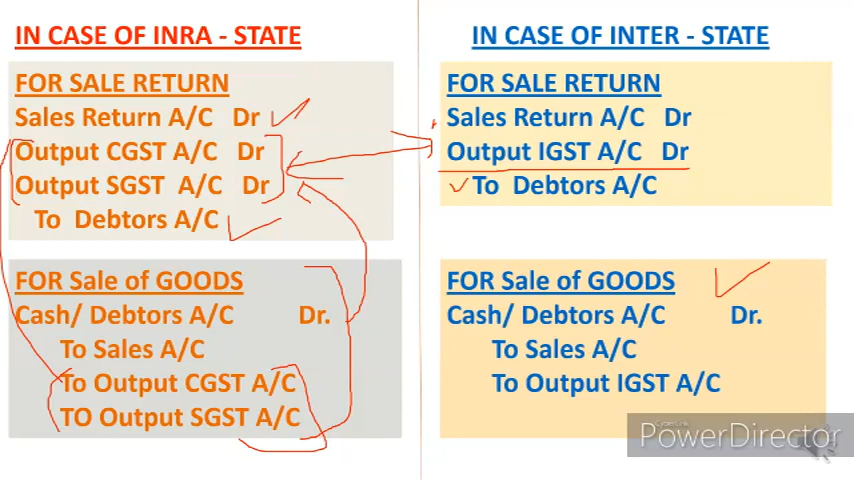 IN CASE OF INRA - STATE
FOR SALE RETURN
Sales Return A/C Dr
Output CGST A/C Dr
Output SGST A/C Dr
To Debtors A/C
FOR Sale of GOODS
Cash/ Debtors A/C Dr.
To Sales A/C
To Output CGST A/C
TO Output SGST A/C
IN CASE OF INTER - STATE
FOR SALE RETURN
Sales Return A/C Dr
Output IGST A/C Dr
To Debtors A/C
FOR Sale of GOODS
Cash/ Debtors A/C Dr.
To Sales A/C
To Output IGST A/C
CyberLink
PowerDirector